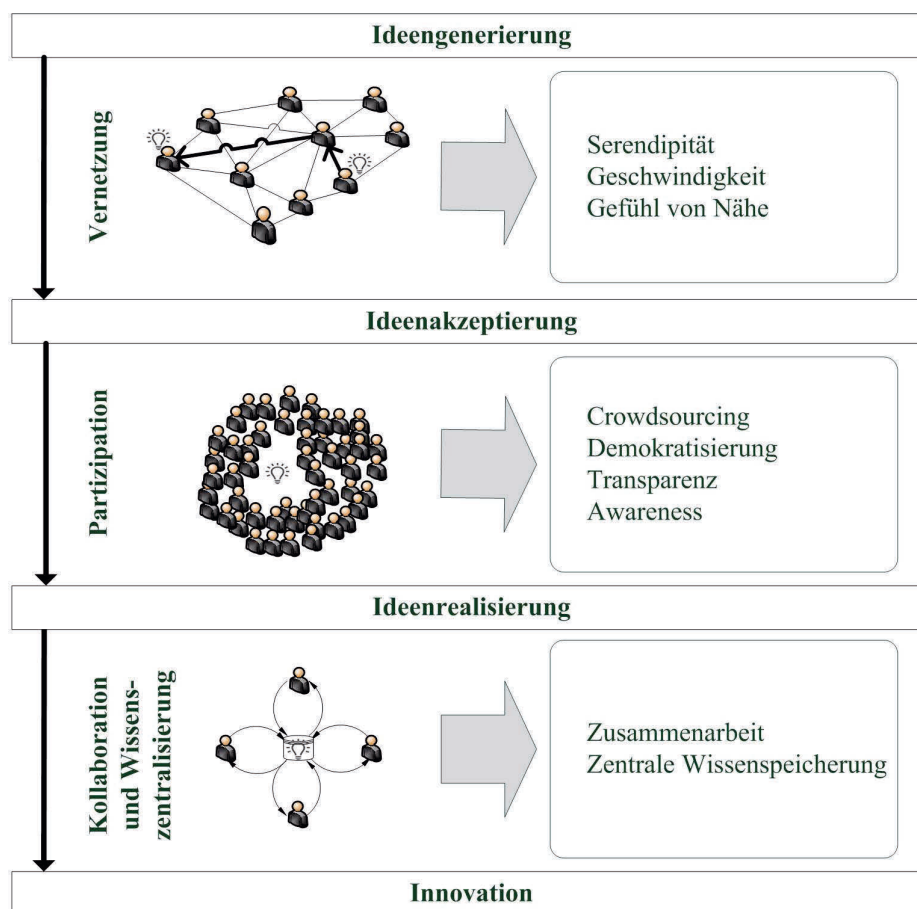 Ideengenerierung
Vernetzung
Serendipität
Geschwindigkeit
Gefühl von Nähe
Ideenakzeptierung
Partizipation
Crowdsourcing
Demokratisierung
Transparenz
Awareness
Ideenrealisierung
Kollaboration
und Wissens-
zentralisierung
Zusammenarbeit
Zentrale Wissenspeicherung
Innovation